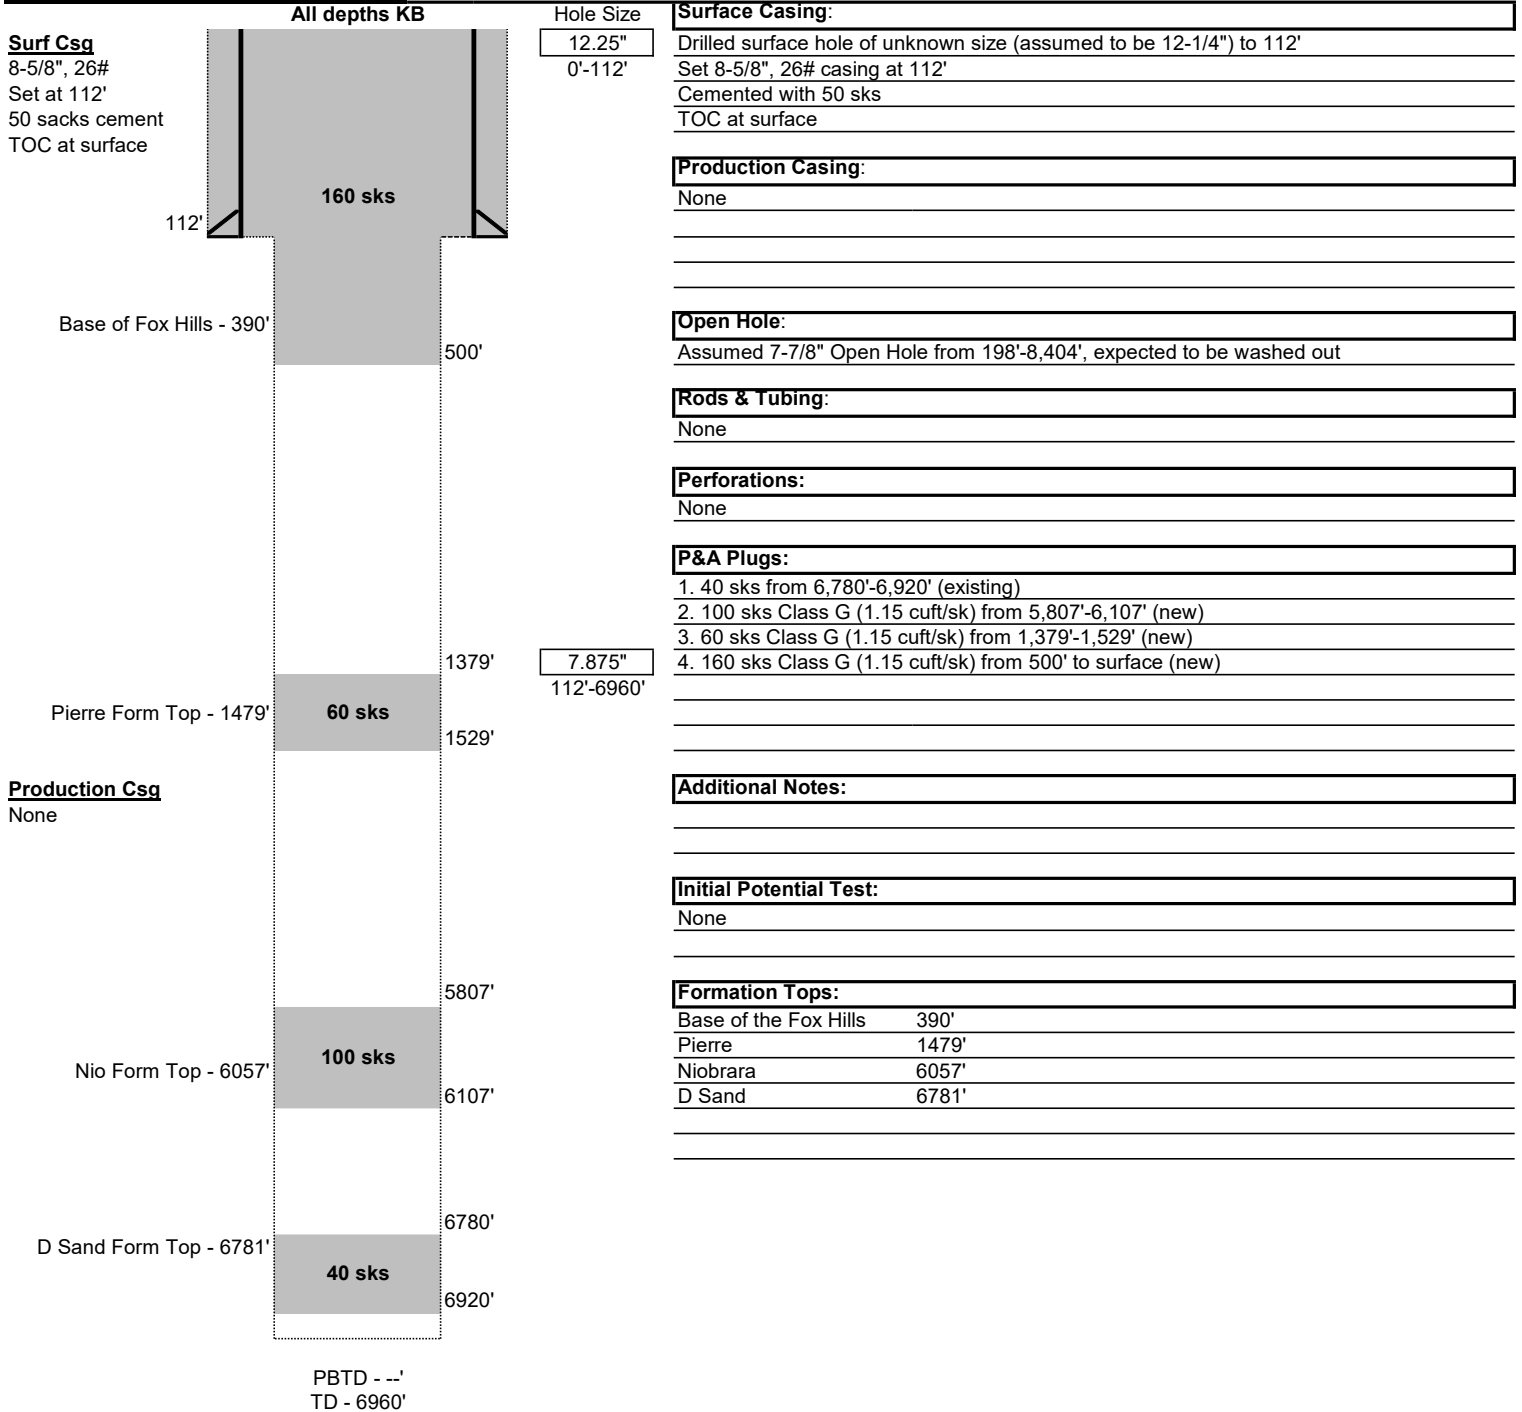 All depths KB
Surf Csg
8-5/8", 26#
Set at 112'
50 sacks cement
TOC at surface
160 sks
112'
Base of Fox Hills - 390'
500'
1379'
Pierre Form Top - 1479'
60 sks
1529'
Production Csg
None
5807'
100 sks
Nio Form Top - 6057'
6107'
6780'
D Sand Form Top - 6781'
40 sks
6920'
PBTD - --'
TD - 6960'
Hole Size
12.25"
0'-112'
7.875"
112'-6960'
Surface Casing:
Drilled surface hole of unknown size (assumed to be 12-1/4") to 112'
Set 8-5/8", 26# casing at 112'
Cemented with 50 sks
TOC at surface
Production Casing:
None
Open Hole:
Assumed 7-7/8" Open Hole from 198'-8,404', expected to be washed out
Rods & Tubing:
None
Perforations:
None
P&A Plugs:
1. 40 sks from 6,780'-6,920' (existing)
2. 100 sks Class G (1.15 cuft/sk) from 5,807'-6,107' (new)
3. 60 sks Class G (1.15 cuft/sk) from 1,379'-1,529' (new)
4. 160 sks Class G (1.15 cuft/sk) from 500' to surface (new)
Additional Notes:
Initial Potential Test:
None
Formation Tops:
Base of the Fox Hills 390'
Pierre 1479'
Niobrara 6057'
D Sand 6781'